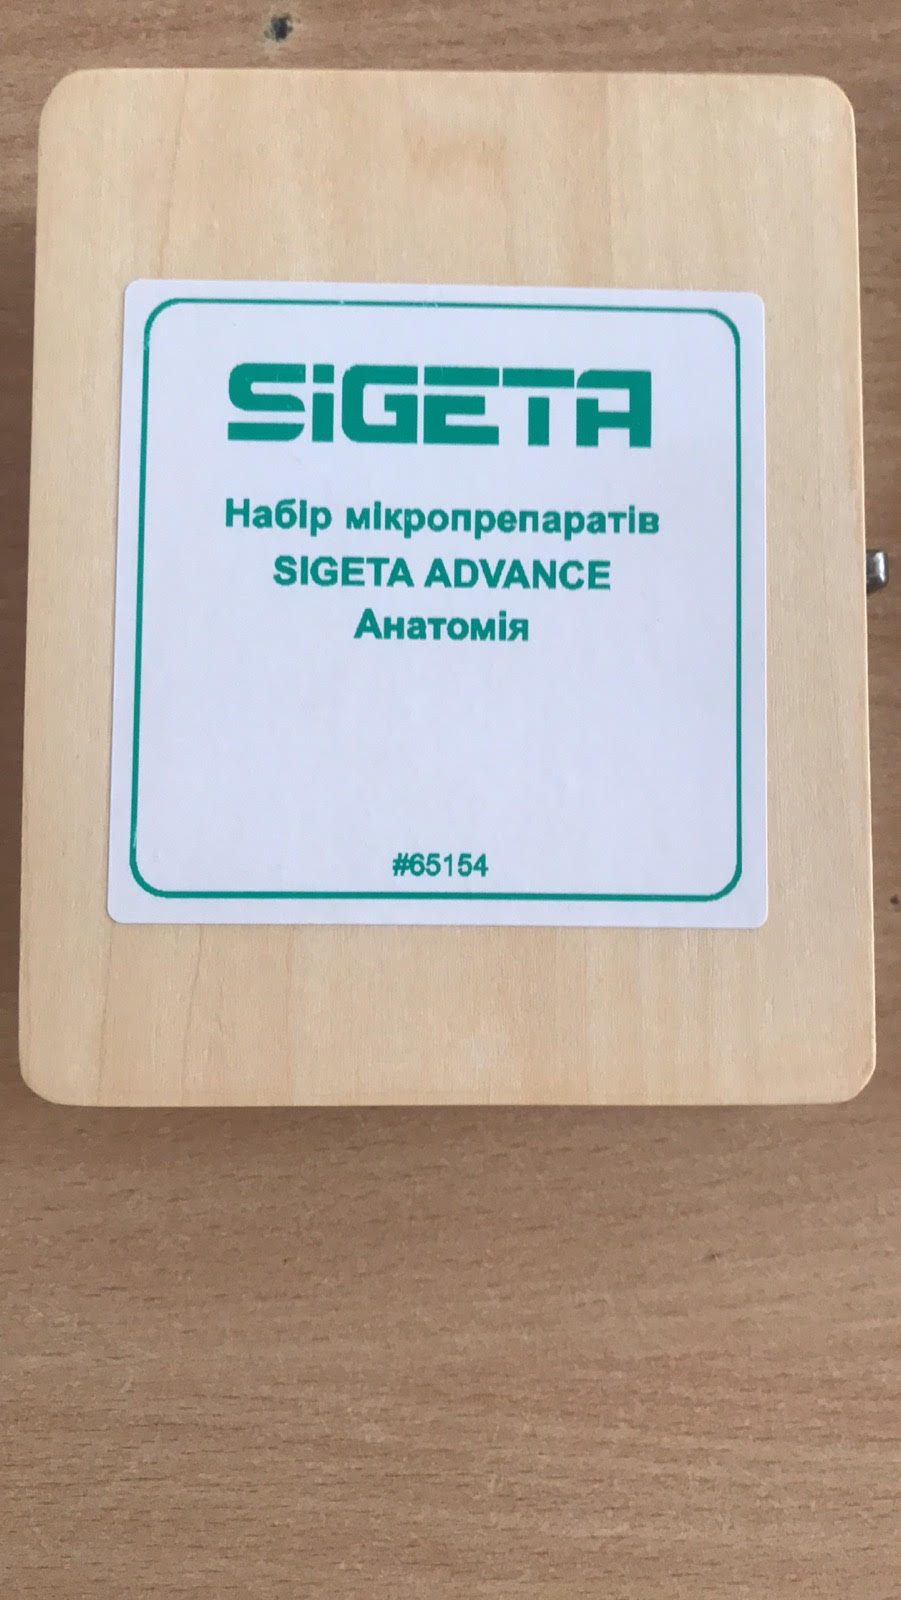 SiGETA
Набір мікропрепаратів
SIGETA ADVANCE
Анатомія
#65154